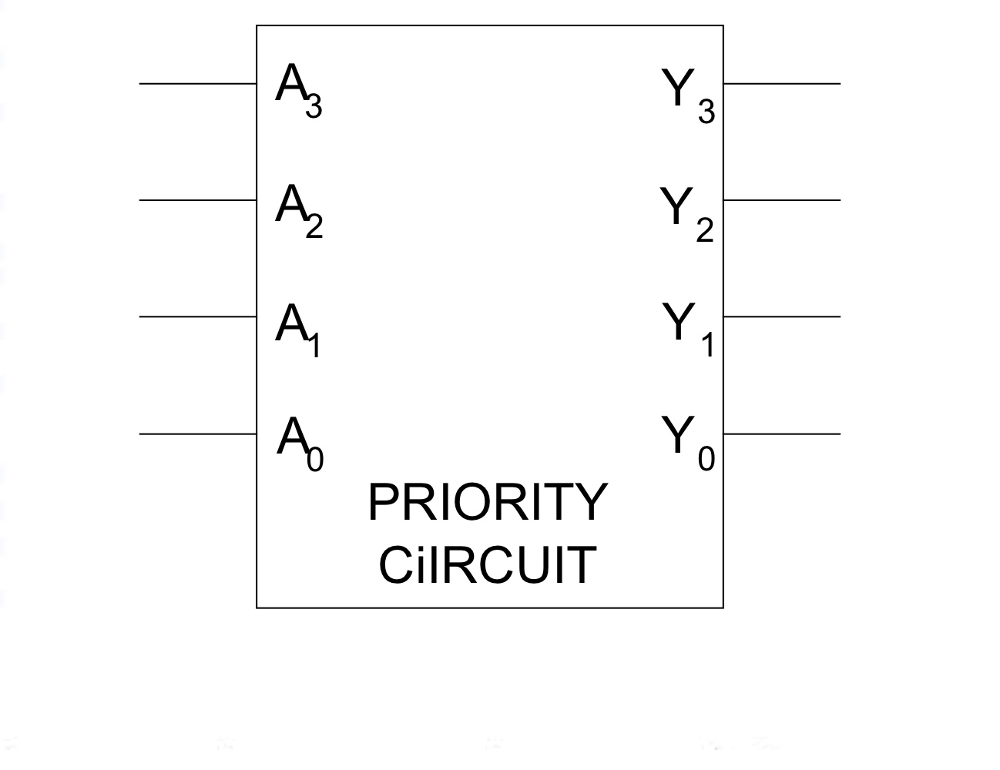 A3 Y3
A2 Y2
A1 Y1
A0 Y0
PRIORITY
CiIRCUIT